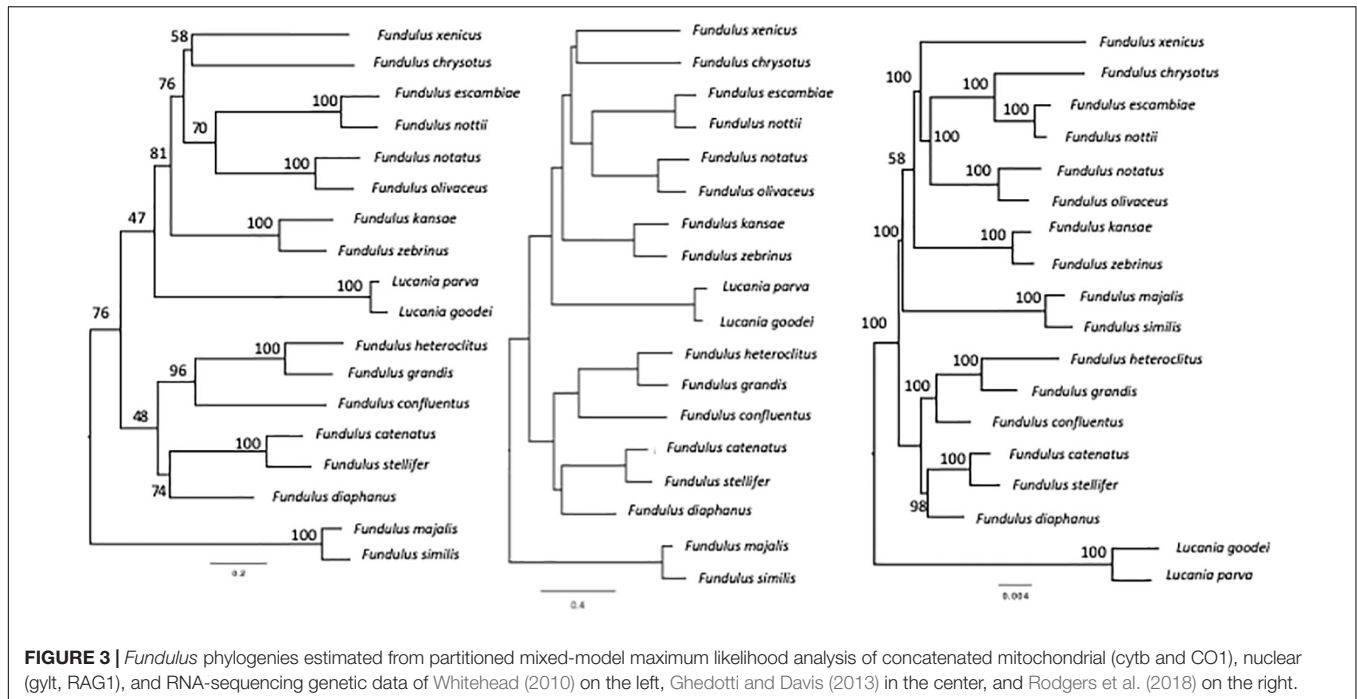 58
Fundulus xenicus
Fundulus chrysotus
76
100
Fundulus escambiae
Fundulus nottii
70
81
100
Fundulus notatus
Fundulus olivaceus
47
100
Fundulus kansae
Fundulus zebrinus
100
Lucania parva
Lucania goodei
76
100
Fundulus heteroclitus
Fundulus grandis
96
Fundulus confluentus
48
100
Fundulus catenatus
Fundulus stellifer
74
Fundulus diaphanus
100
Fundulus majalis
Fundulus similis
0.2
Fundulus xenicus
Fundulus chrysotus
Fundulus escambiae
Fundulus nottii
Fundulus notatus
Fundulus olivaceus
Fundulus kansae
Fundulus zebrinus
Lucania parva
Lucania goodei
Fundulus heteroclitus
Fundulus grandis
Fundulus confluentus
Fundulus catenatus
Fundulus stellifer
Fundulus diaphanus
Fundulus majalis
Fundulus similis
0.4
Fundulus xenicus
100
100
Fundulus chrysotus
100
Fundulus escambiae
Fundulus nottii
100
58
100
Fundulus notatus
Fundulus olivaceus
100
100
Fundulus kansae
Fundulus zebrinus
100
Fundulus majalis
Fundulus similis
100
100
Fundulus heteroclitus
Fundulus grandis
100
Fundulus confluentus
100
Fundulus catenatus
Fundulus stellifer
98
Fundulus diaphanus
100
Lucania goodei
Lucania parva
0.004
FIGURE 3 | Fundulus phylogenies estimated from partitioned mixed-model maximum likelihood analysis of concatenated mitochondrial (cytb and CO1), nuclear
(gylt, RAG1), and RNA-sequencing genetic data of Whitehead (2010) on the left, Ghedotti and Davis (2013) in the center, and Rodgers et al. (2018) on the right.